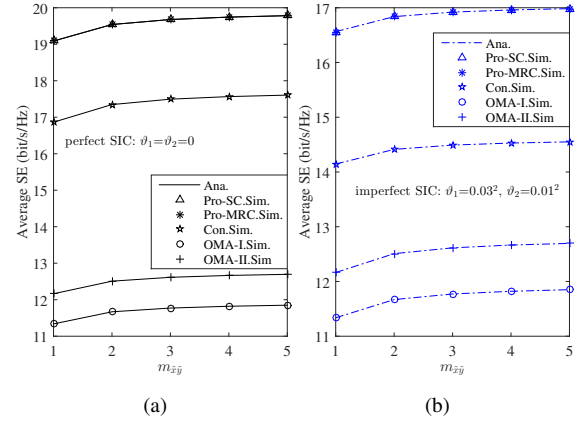 Average SE (bit/s/Hz)
20
19
18
17
16
15
14
13
12
11
perfect SIC: ϑ₁=ϑ₂=0
Ana.
Pro-SC.Sim.
Pro-MRC.Sim.
Con.Sim.
OMA-I.Sim
OMA-II.Sim
1 2 3 4 5
m_{x̃ỹ}
(a)
Average SE (bit/s/Hz)
17
16
15
14
13
12
11
Ana.
Pro-SC.Sim.
Pro-MRC.Sim.
Con.Sim.
OMA-I.Sim
OMA-II.Sim
imperfect SIC: ϑ₁=0.03², ϑ₂=0.01²
1 2 3 4 5
m_{x̃ỹ}
(b)